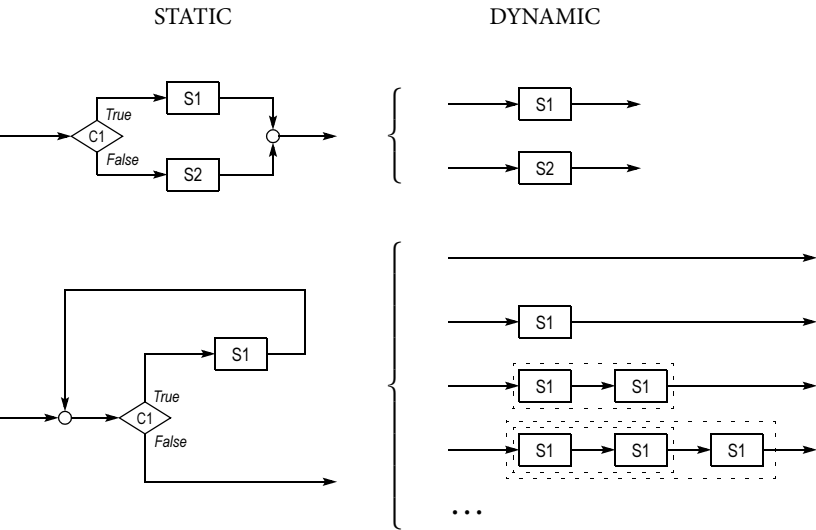 STATIC
DYNAMIC
S1
True
C1
False
S2
S1
S2
S1
True
C1
False
S1
S1 S1
S1 S1 S1
...